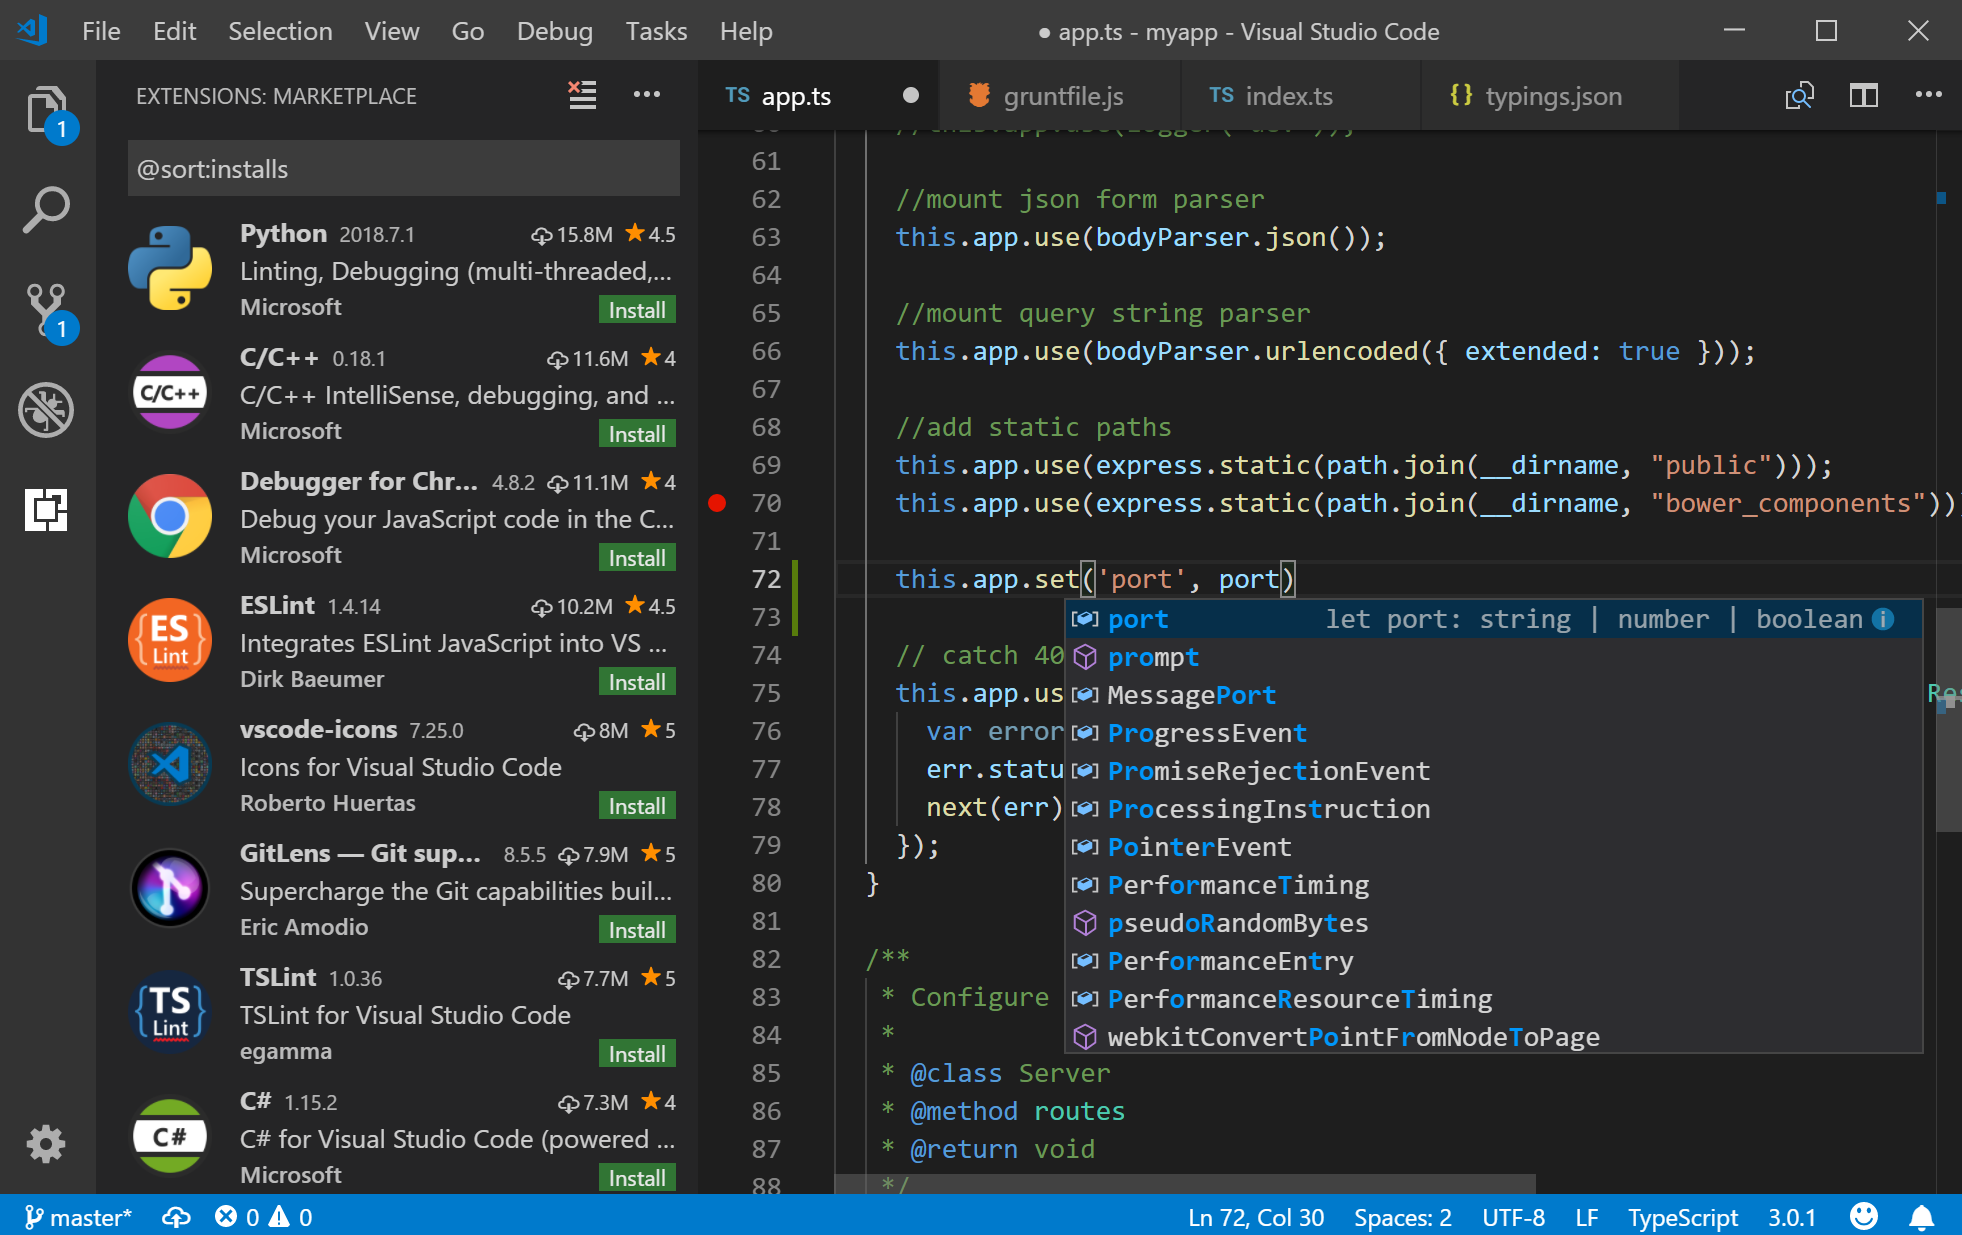 File Edit Selection View Go Debug Tasks Help
● app.ts - myapp - Visual Studio Code
EXTENSIONS: MARKETPLACE
@sort:installs
Python 2018.7.1 15.8M 4.5
Linting, Debugging (multi-threaded,...
Microsoft Install
C/C++
C/C++ 0.18.1 11.6M 4
C/C++ IntelliSense, debugging, and ...
Microsoft Install
Debugger for Chr... 4.8.2 11.1M 4
Debug your JavaScript code in the C...
Microsoft Install
ES
Lint
ESLint 1.4.14 10.2M 4.5
Integrates ESLint JavaScript into VS ...
Dirk Baeumer Install
vscode-icons 7.25.0 8M 5
Icons for Visual Studio Code
Roberto Huertas Install
GitLens — Git sup... 8.5.5 7.9M 5
Supercharge the Git capabilities buil...
Eric Amodio Install
TS
Lint
TSLint 1.0.36 7.7M 5
TSLint for Visual Studio Code
egamma Install
C#
C# 1.15.2 7.3M 4
C# for Visual Studio Code (powered ...
Microsoft Install
1
1
TS app.ts gruntfile.js TS index.ts {} typings.json
61
62 //mount json form parser
63 this.app.use(bodyParser.json());
64
65 //mount query string parser
66 this.app.use(bodyParser.urlencoded({ extended: true }));
67
68 //add static paths
69 this.app.use(express.static(path.join(__dirname, "public")));
70 this.app.use(express.static(path.join(__dirname, "bower_components")))
71
72 this.app.set('port', port)
73
74 // catch 40
75 this.app.us
76 var error
77 err.statu
78 next(err)
79 });
80 }
81
82 /**
83 * Configure
84 *
85 * @class Server
86 * @method routes
87 * @return void
88 */
port let port: string | number | boolean
prompt
MessagePort
ProgressEvent
PromiseRejectionEvent
ProcessingInstruction
PointerEvent
PerformanceTiming
pseudoRandomBytes
PerformanceEntry
PerformanceResourceTiming
webkitConvertPointFromNodeToPage
master* 0 0 Ln 72, Col 30 Spaces: 2 UTF-8 LF TypeScript 3.0.1